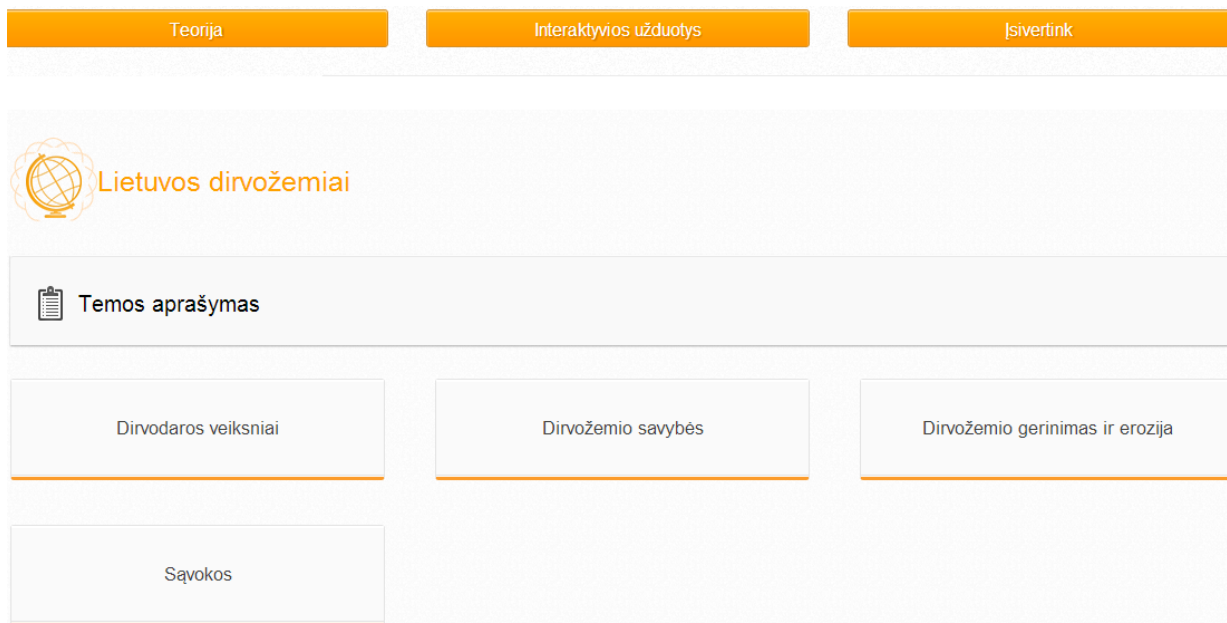 Teorija
Interaktyvios užduotys
Įsivertink
Lietuvos dirvožemiai
Temos aprašymas
Dirvodaros veiksniai
Dirvožemio savybės
Dirvožemio gerinimas ir erozija
Sąvokos